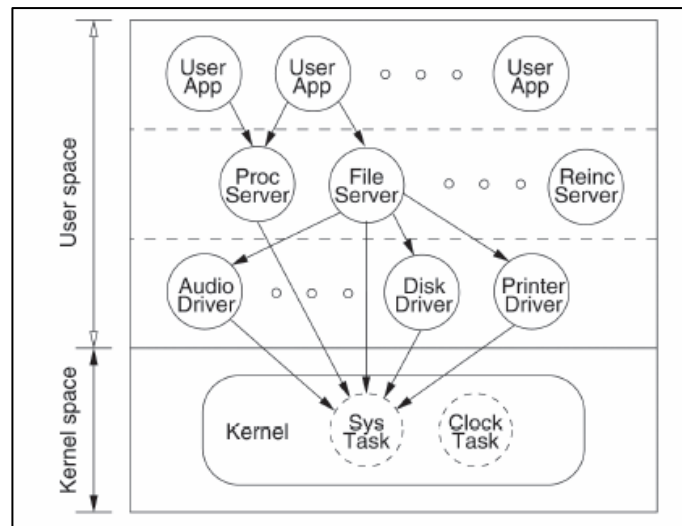 User
App
User
App
User
App
Proc
Server
File
Server
Reinc
Server
Audio
Driver
Disk
Driver
Printer
Driver
Kernel
Sys
Task
Clock
Task
User space
Kernel space